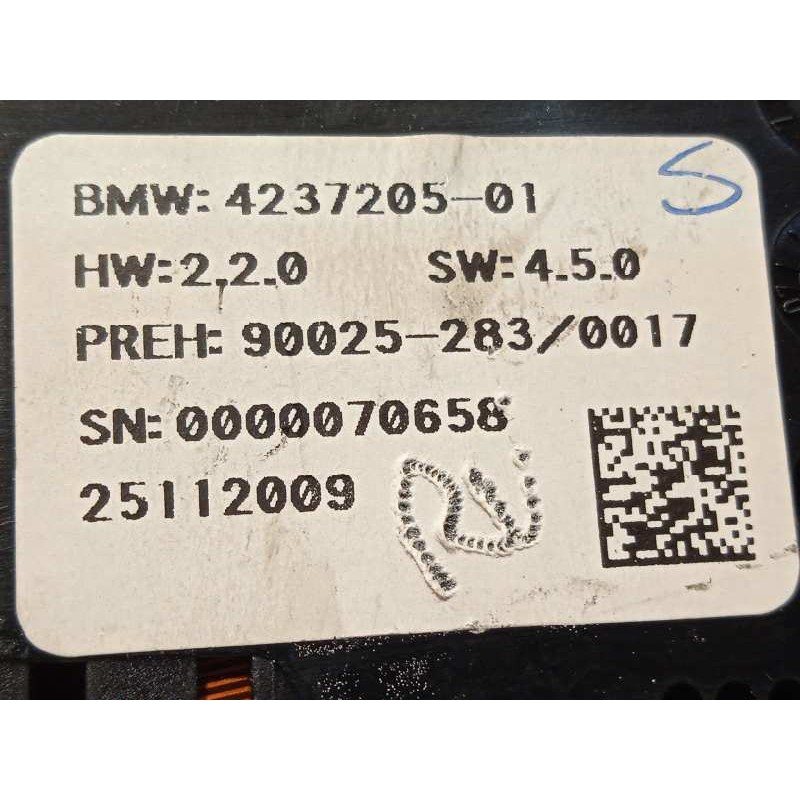 BMW: 4237205-01
HW: 2.2.0 SW: 4.5.0
PREH: 90025-283/0017
SN: 0000070658
25112009
S